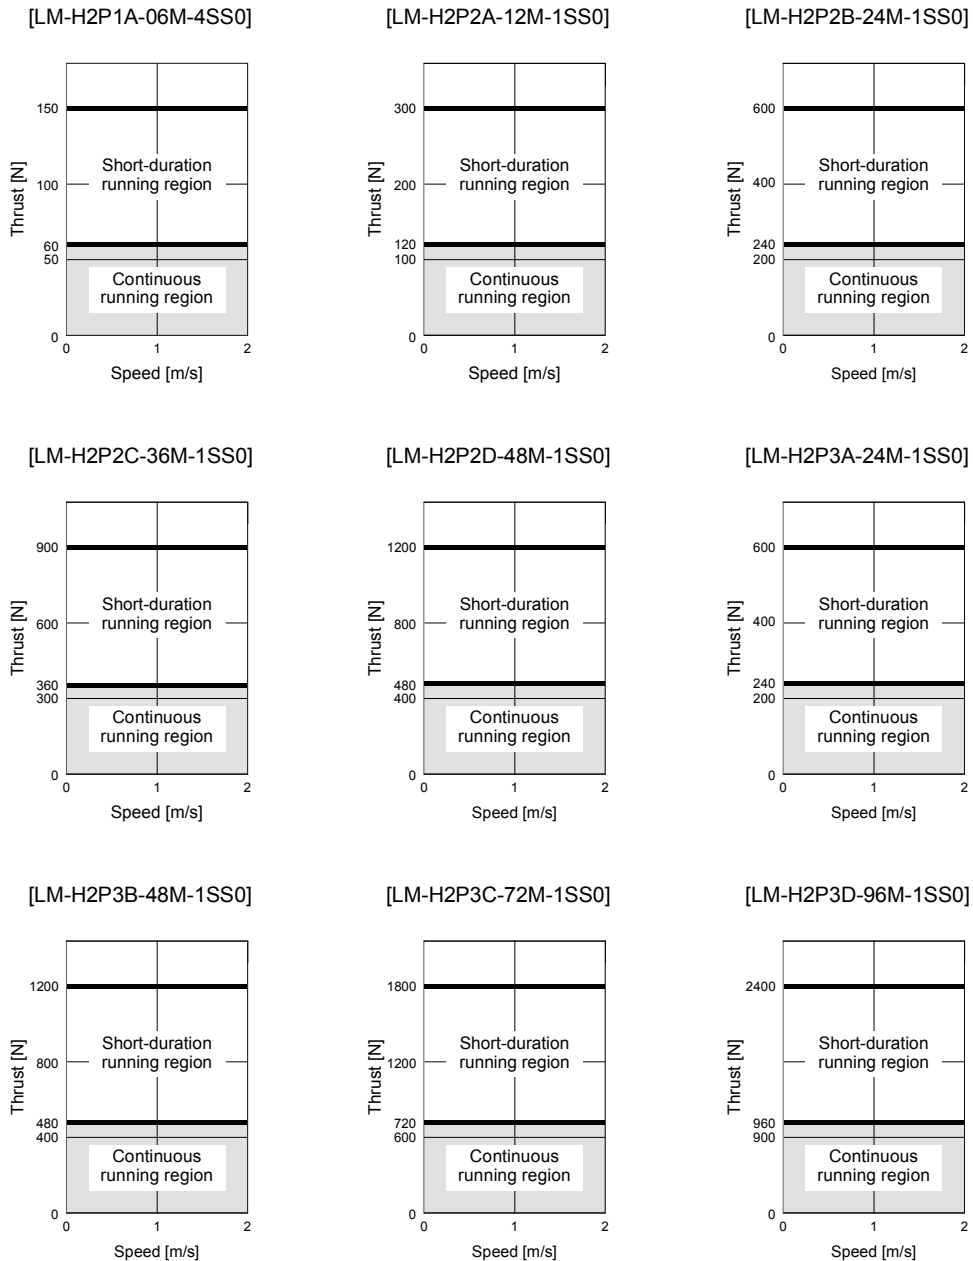 [LM-H2P1A-06M-4SS0]
150
Thrust [N]
100
Short-duration
running region
60
50
Continuous
running region
0
0 1 2
Speed [m/s]
[LM-H2P2A-12M-1SS0]
300
Thrust [N]
200
Short-duration
running region
120
100
Continuous
running region
0
0 1 2
Speed [m/s]
[LM-H2P2B-24M-1SS0]
600
Thrust [N]
400
Short-duration
running region
240
200
Continuous
running region
0
0 1 2
Speed [m/s]
[LM-H2P2C-36M-1SS0]
900
Thrust [N]
600
Short-duration
running region
360
300
Continuous
running region
0
0 1 2
Speed [m/s]
[LM-H2P2D-48M-1SS0]
1200
Thrust [N]
800
Short-duration
running region
480
400
Continuous
running region
0
0 1 2
Speed [m/s]
[LM-H2P3A-24M-1SS0]
600
Thrust [N]
400
Short-duration
running region
240
200
Continuous
running region
0
0 1 2
Speed [m/s]
[LM-H2P3B-48M-1SS0]
1200
Thrust [N]
800
Short-duration
running region
480
400
Continuous
running region
0
0 1 2
Speed [m/s]
[LM-H2P3C-72M-1SS0]
1800
Thrust [N]
1200
Short-duration
running region
720
600
Continuous
running region
0
0 1 2
Speed [m/s]
[LM-H2P3D-96M-1SS0]
2400
Thrust [N]
Short-duration
running region
960
900
Continuous
running region
0
0 1 2
Speed [m/s]